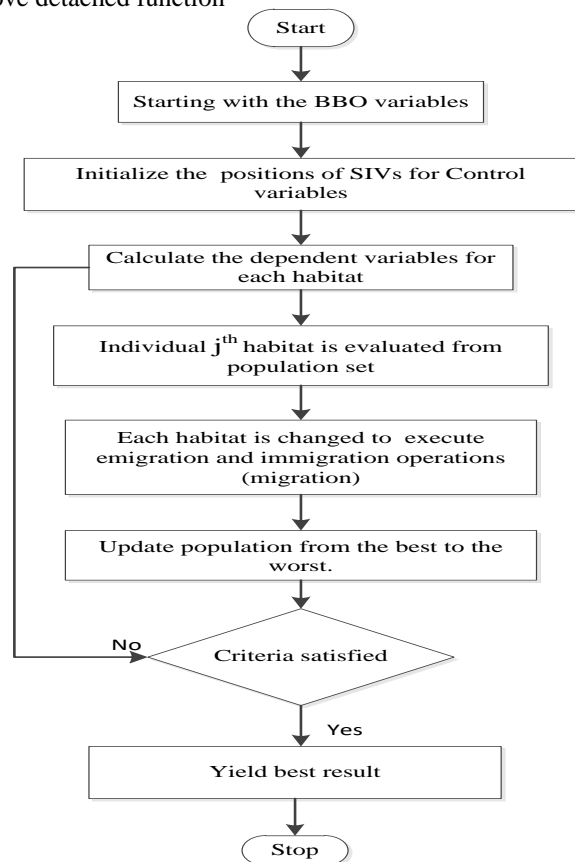 detached function
Start
Starting with the BBO variables
Initialize the positions of SIVs for Control
variables
Calculate the dependent variables for
each habitat
Individual jth habitat is evaluated from
population set
Each habitat is changed to execute
emigration and immigration operations
(migration)
Update population from the best to the
worst.
No
Criteria satisfied
Yes
Yield best result
Stop